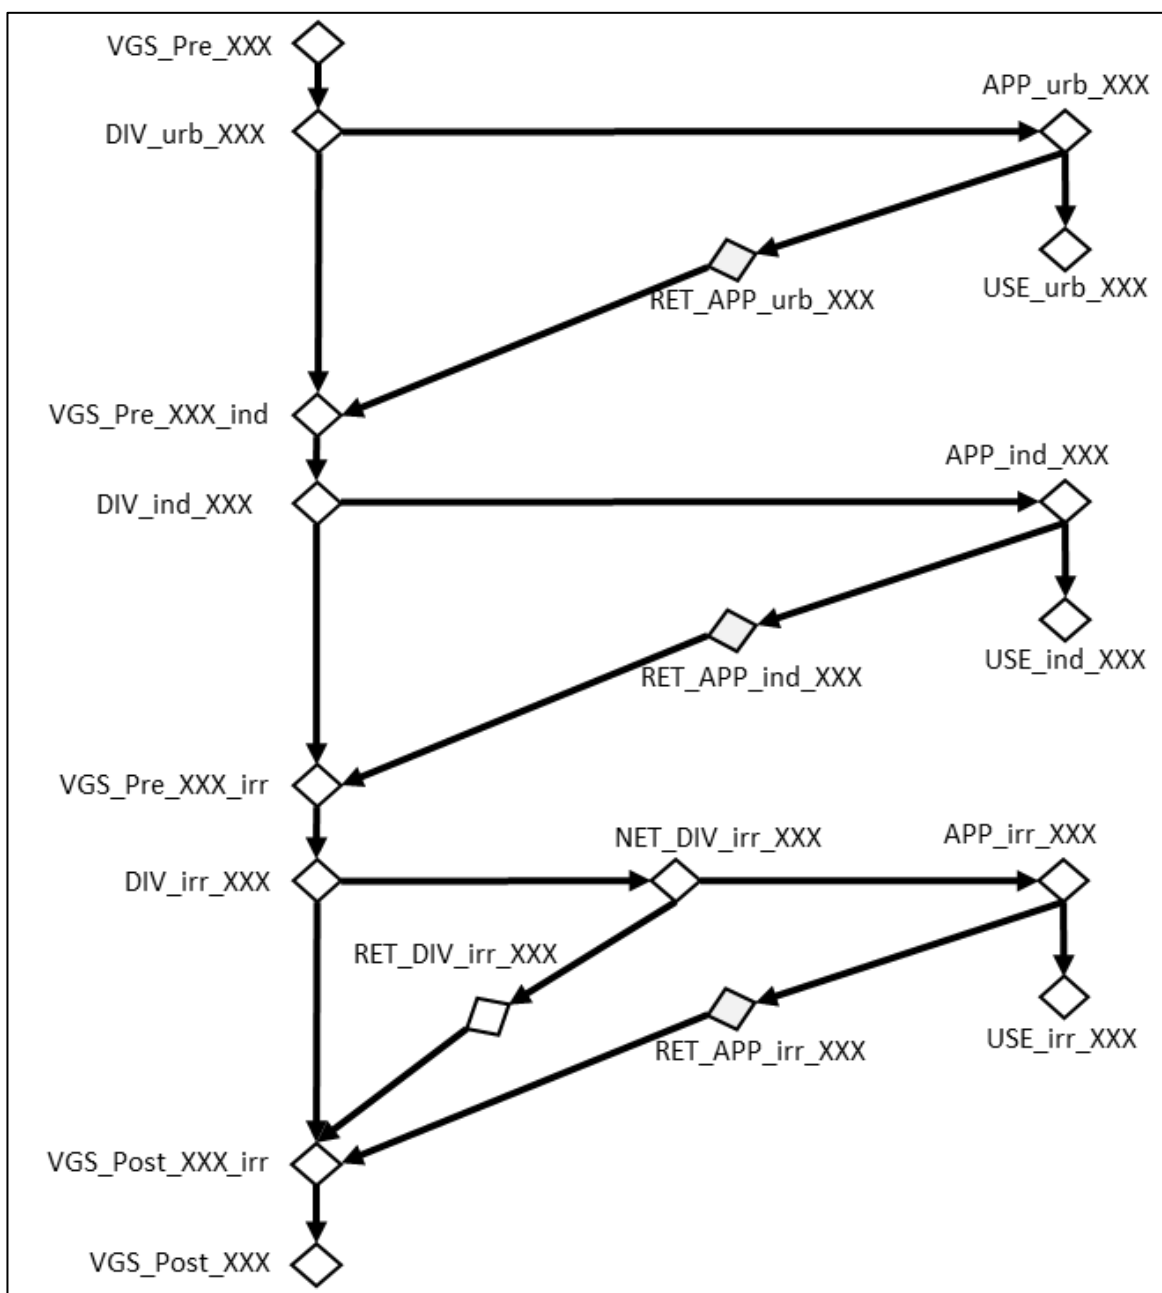 VGS_Pre_XXX
APP_urb_XXX
DIV_urb_XXX
USE_urb_XXX
RET_APP_urb_XXX
VGS_Pre_XXX_ind
APP_ind_XXX
DIV_ind_XXX
USE_ind_XXX
RET_APP_ind_XXX
VGS_Pre_XXX_irr
NET_DIV_irr_XXX
APP_irr_XXX
DIV_irr_XXX
RET_DIV_irr_XXX
USE_irr_XXX
RET_APP_irr_XXX
VGS_Post_XXX_irr
VGS_Post_XXX